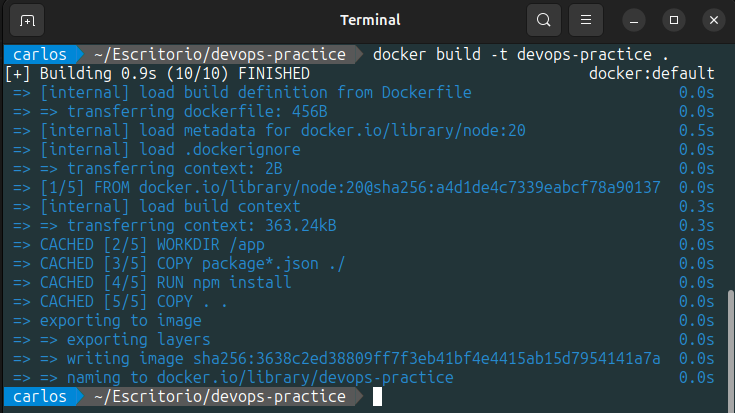 Terminal
carlos ~/Escritorio/devops-practice docker build -t devops-practice .
[+] Building 0.9s (10/10) FINISHED docker:default
=> [internal] load build definition from Dockerfile 0.0s
=> => transferring dockerfile: 456B 0.0s
=> [internal] load metadata for docker.io/library/node:20 0.5s
=> [internal] load .dockerignore 0.0s
=> => transferring context: 2B 0.0s
=> [1/5] FROM docker.io/library/node:20@sha256:a4d1de4c7339eabcf78a90137 0.0s
=> [internal] load build context 0.3s
=> => transferring context: 363.24kB 0.3s
=> CACHED [2/5] WORKDIR /app 0.0s
=> CACHED [3/5] COPY package*.json ./ 0.0s
=> CACHED [4/5] RUN npm install 0.0s
=> CACHED [5/5] COPY . . 0.0s
=> exporting to image 0.0s
=> => exporting layers 0.0s
=> => writing image sha256:3638c2ed38809ff7f3eb41bf4e4415ab15d7954141a7a 0.0s
=> => naming to docker.io/library/devops-practice 0.0s
carlos ~/Escritorio/devops-practice